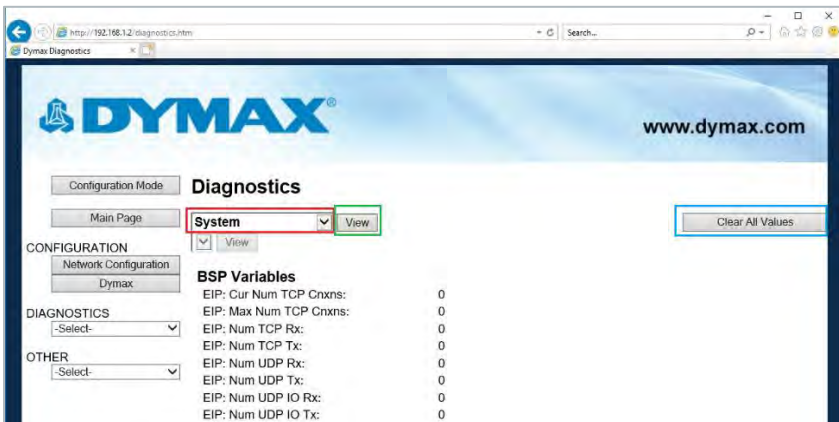 http://192.168.1.2/diagnostics.htm
Search...
Dymax Diagnostics
DYMAX®
www.dymax.com
Configuration Mode
Diagnostics
Main Page
System
View
Clear All Values
View
CONFIGURATION
Network Configuration
Dymax
DIAGNOSTICS
-Select-
OTHER
-Select-
BSP Variables
EIP: Cur Num TCP Cnxns: 0
EIP: Max Num TCP Cnxns: 0
EIP: Num TCP Rx: 0
EIP: Num TCP Tx: 0
EIP: Num UDP Rx: 0
EIP: Num UDP Tx: 0
EIP: Num UDP IO Rx: 0
EIP: Num UDP IO Tx: 0